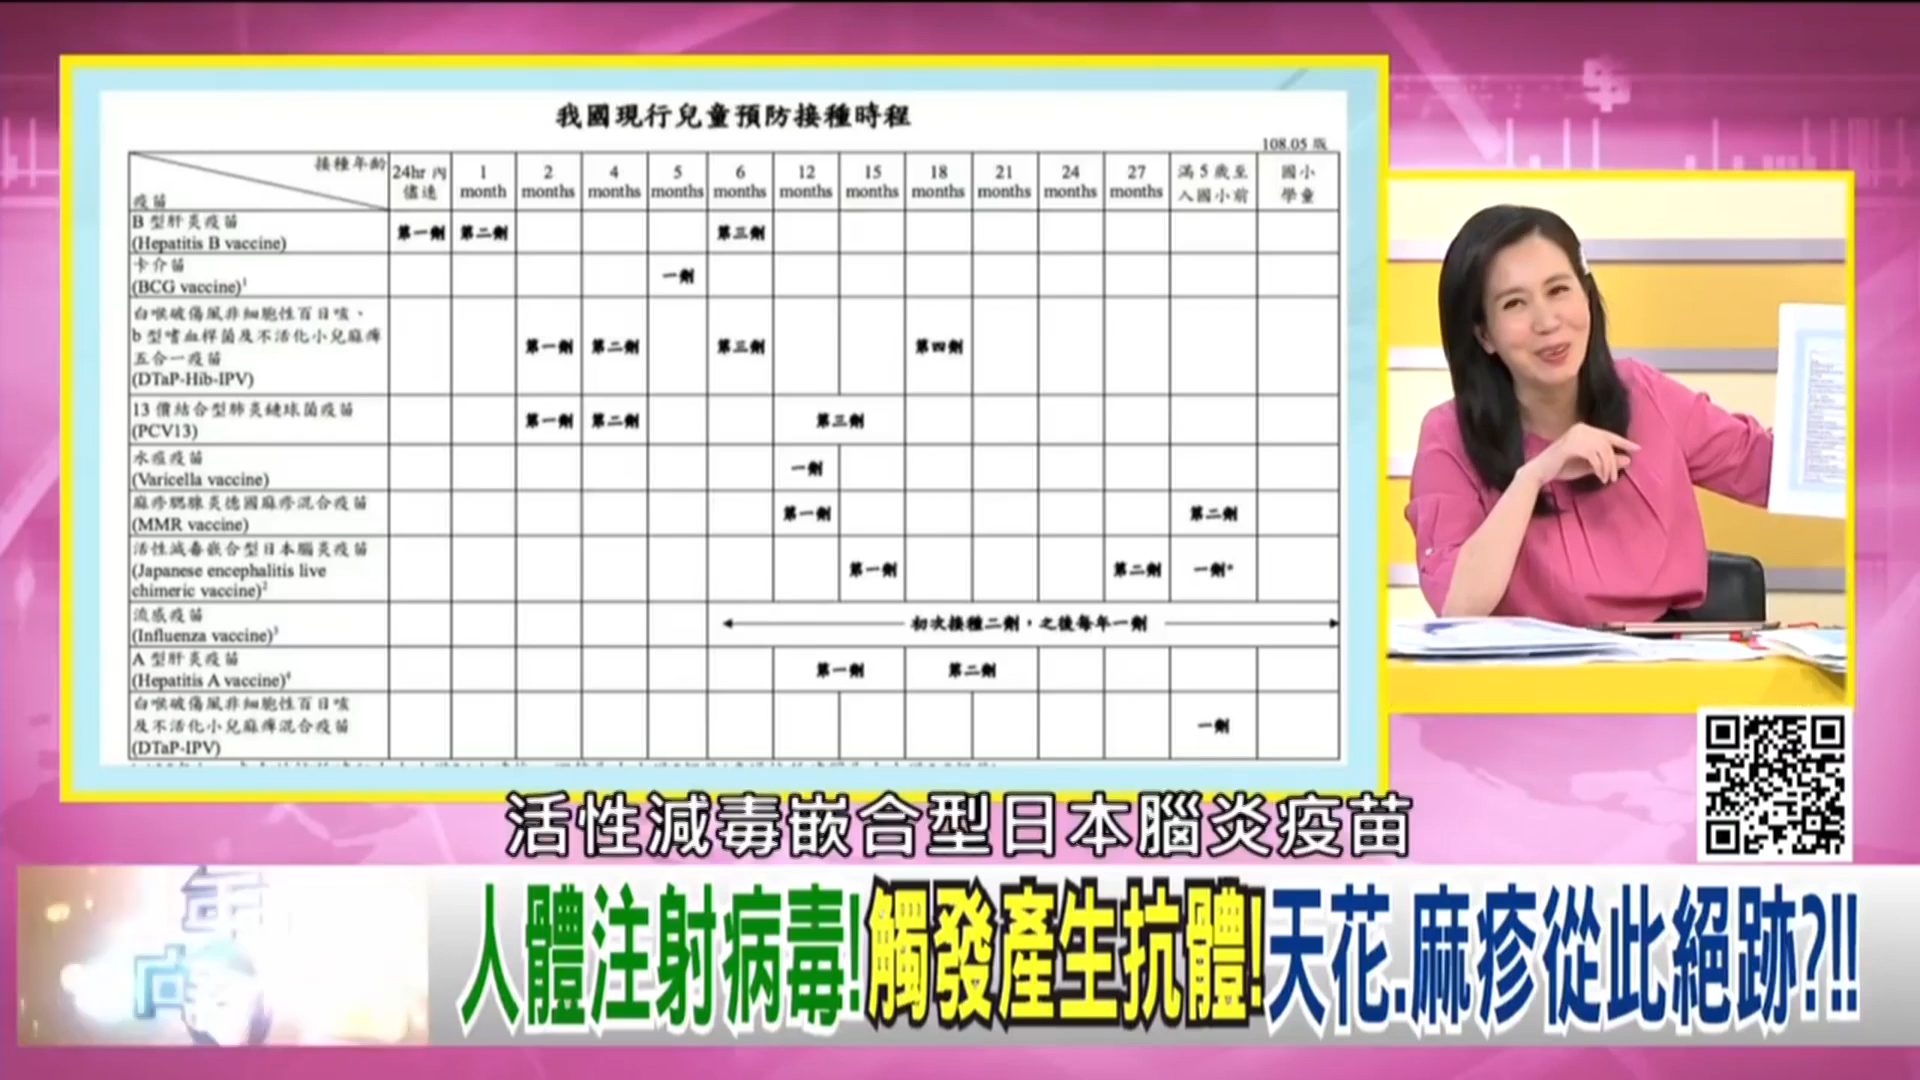 我國現行兒童預防接種時程
108.05 版
接種年齡
疫苗
24hr 內
儘速
1
month
2
months
4
months
5
months
6
months
12
months
15
months
18
months
21
months
24
months
27
months
滿 5 歲至
入國小前
國小
學童
B 型肝炎疫苗
(Hepatitis B vaccine)
第一劑 第二劑 第三劑
卡介苗
(BCG vaccine)1
一劑
白喉破傷風非細胞性百日咳、
b 型嗜血桿菌及不活化小兒麻痺
五合一疫苗
(DTaP-Hib-IPV)
第一劑 第二劑 第三劑 第四劑
13 價結合型肺炎鏈球菌疫苗
(PCV13)
第一劑 第二劑 第三劑
水痘疫苗
(Varicella vaccine)
一劑
麻疹腮腺炎德國麻疹混合疫苗
(MMR vaccine)
第一劑 第二劑
活性減毒嵌合型日本腦炎疫苗
(Japanese encephalitis live
chimeric vaccine)2
第一劑 第二劑 一劑*
流感疫苗
(Influenza vaccine)3
初次接種二劑，之後每年一劑
A 型肝炎疫苗
(Hepatitis A vaccine)4
第一劑 第二劑
白喉破傷風非細胞性百日咳
及不活化小兒麻痺混合疫苗
(DTaP-IPV)
一劑
活性減毒嵌合型日本腦炎疫苗
人體注射病毒!觸發產生抗體!天花.麻疹從此絕跡?!!